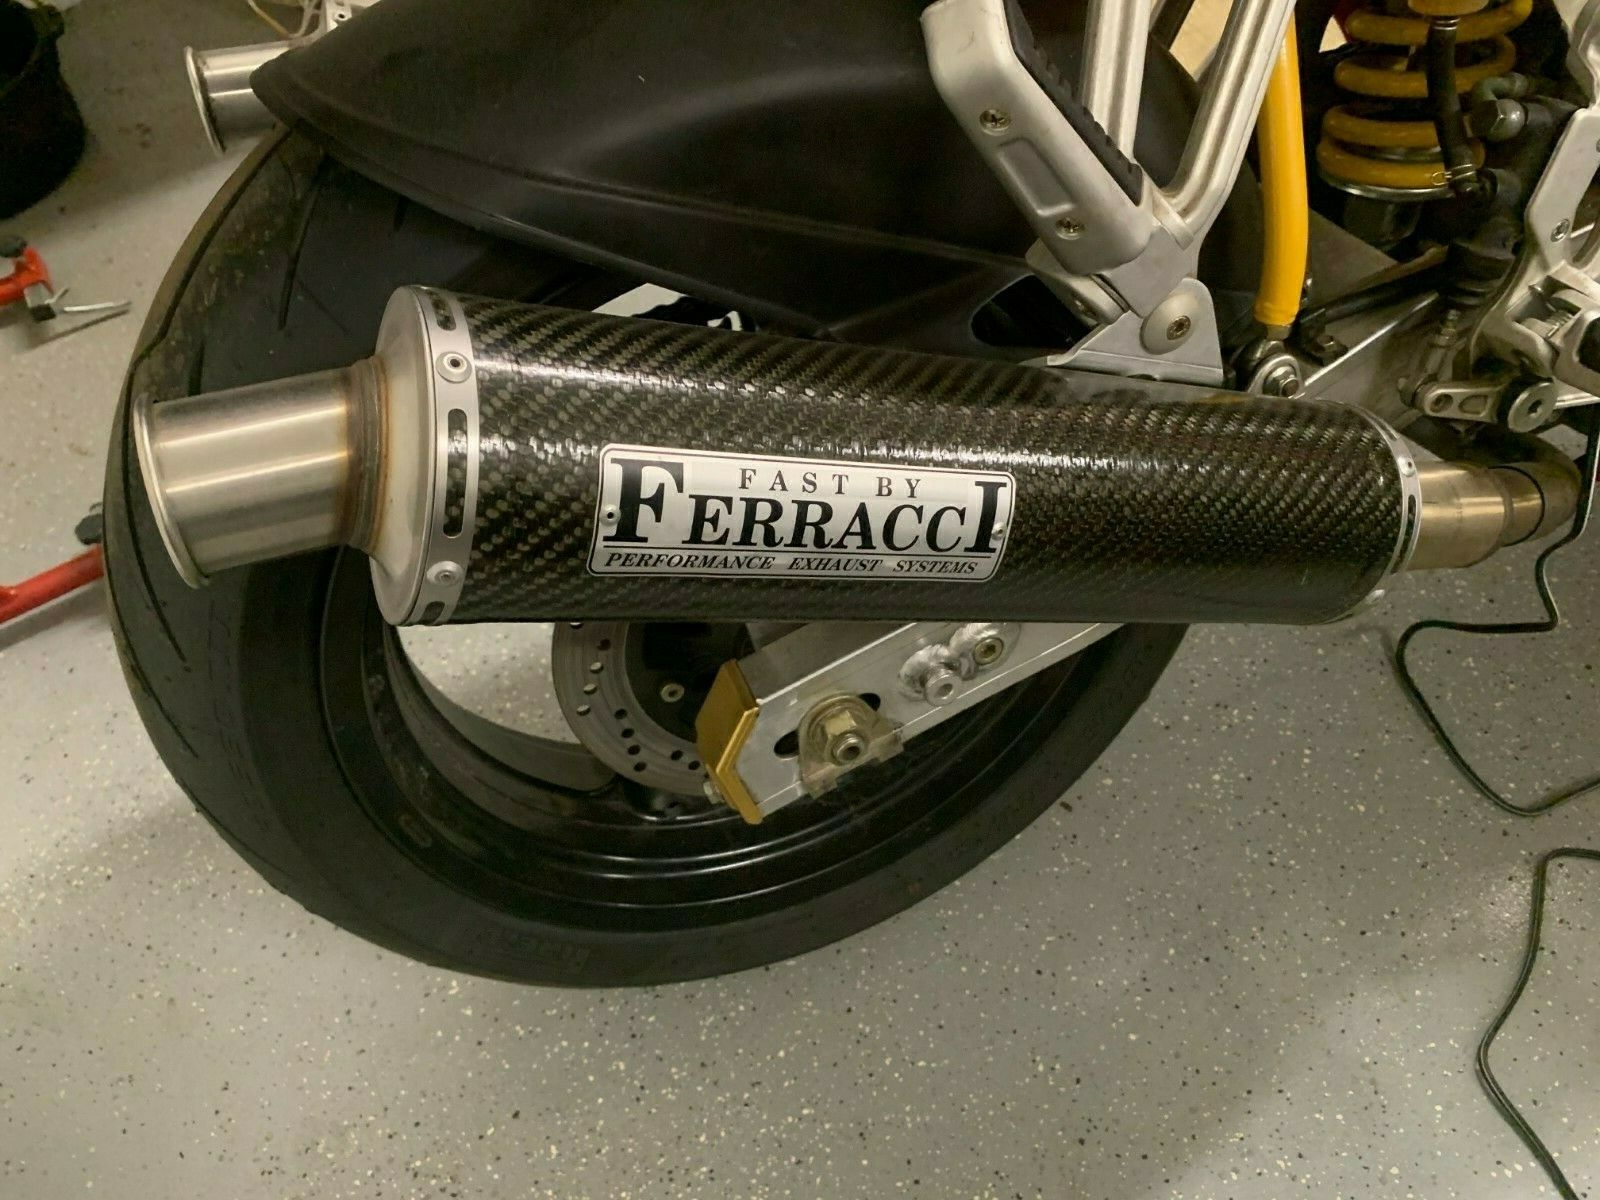 FAST BY
FERRACCI
PERFORMANCE EXHAUST SYSTEMS